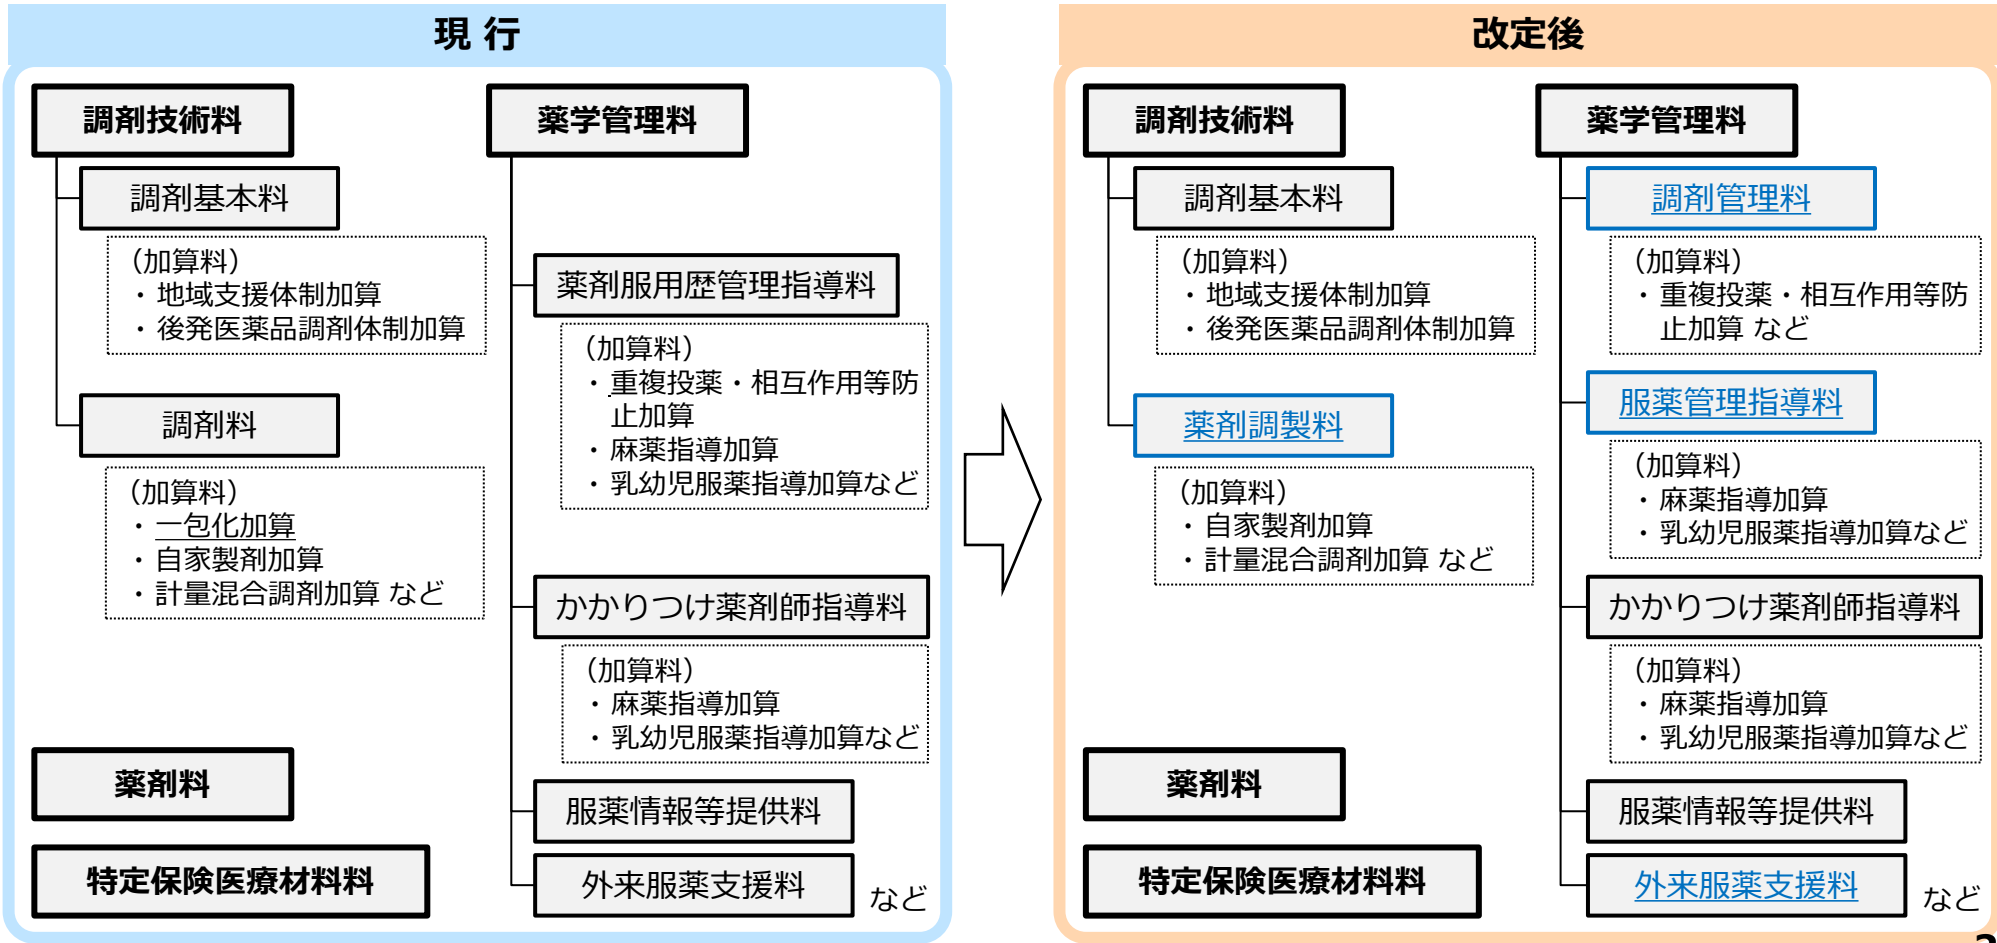 現 行
調剤技術料
調剤基本料
（加算料）
・地域支援体制加算
・後発医薬品調剤体制加算
調剤料
（加算料）
・一包化加算
・自家製剤加算
・計量混合調剤加算 など
薬剤料
特定保険医療材料料
薬学管理料
薬剤服用歴管理指導料
（加算料）
・重複投薬・相互作用等防
止加算
・麻薬指導加算
・乳幼児服薬指導加算など
かかりつけ薬剤師指導料
（加算料）
・麻薬指導加算
・乳幼児服薬指導加算など
服薬情報等提供料
外来服薬支援料
など
改定後
調剤技術料
調剤基本料
（加算料）
・地域支援体制加算
・後発医薬品調剤体制加算
薬剤調製料
（加算料）
・自家製剤加算
・計量混合調剤加算 など
薬剤料
特定保険医療材料料
薬学管理料
調剤管理料
（加算料）
・重複投薬・相互作用等防
止加算 など
服薬管理指導料
（加算料）
・麻薬指導加算
・乳幼児服薬指導加算など
かかりつけ薬剤師指導料
（加算料）
・麻薬指導加算
・乳幼児服薬指導加算など
服薬情報等提供料
外来服薬支援料
など